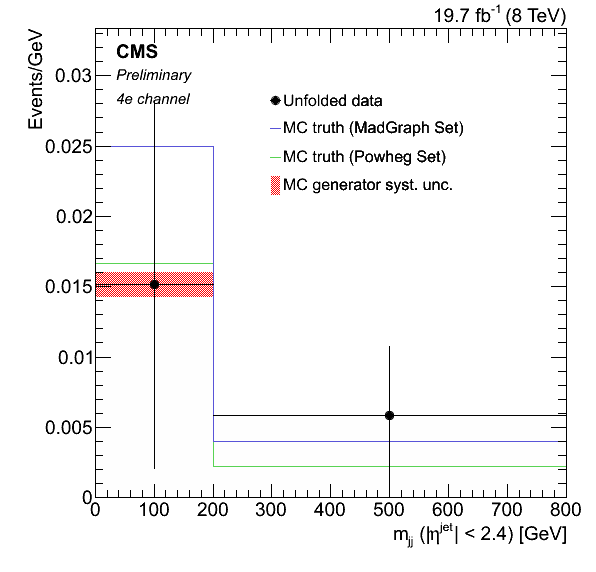 19.7 fb⁻¹ (8 TeV)
Events/GeV
CMS
Preliminary
4e channel
Unfolded data
MC truth (MadGraph Set)
MC truth (Powheg Set)
MC generator syst. unc.
0.03
0.025
0.02
0.015
0.01
0.005
0
0 100 200 300 400 500 600 700 800
m_jj (|η^jet| < 2.4) [GeV]